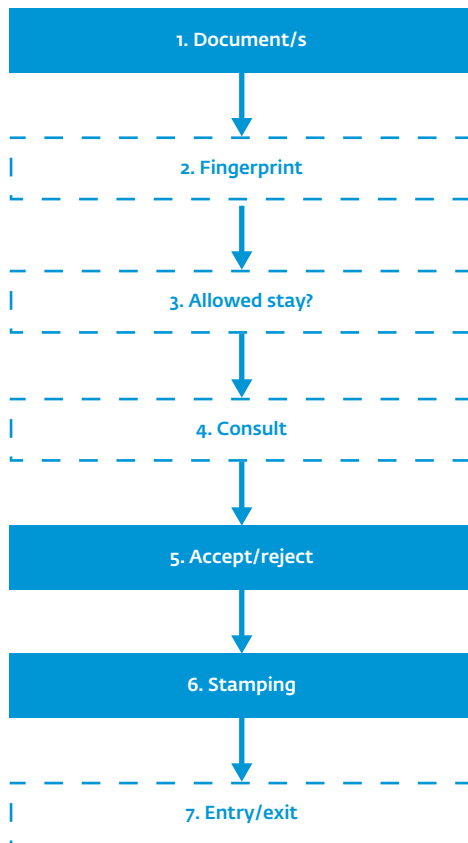 1. Document/s
2. Fingerprint
3. Allowed stay?
4. Consult
5. Accept/reject
6. Stamping
7. Entry/exit